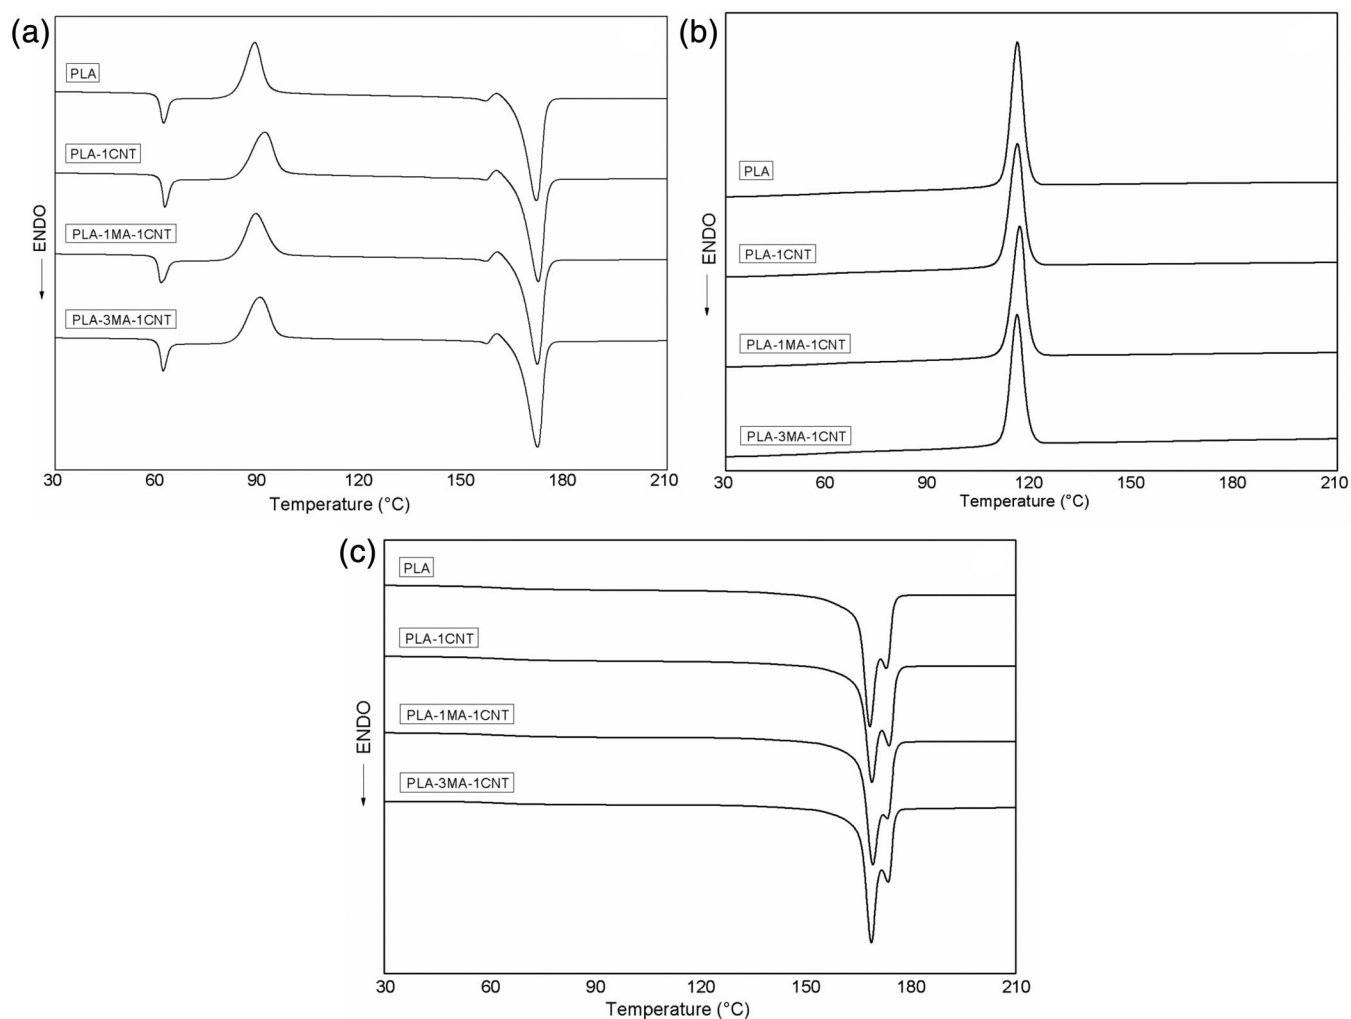 (a)
PLA
PLA-1CNT
PLA-1MA-1CNT
PLA-3MA-1CNT
ENDO
30 60 90 120 150 180 210
Temperature (°C)
(b)
PLA
PLA-1CNT
PLA-1MA-1CNT
PLA-3MA-1CNT
ENDO
30 60 90 120 150 180 210
Temperature (°C)
(c)
PLA
PLA-1CNT
PLA-1MA-1CNT
PLA-3MA-1CNT
ENDO
30 60 90 120 150 180 210
Temperature (°C)